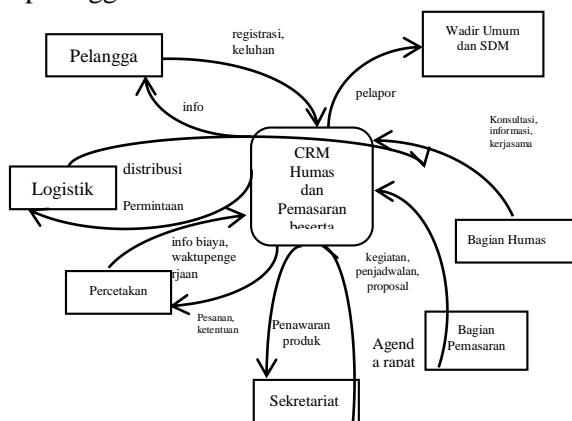 registrasi,
keluhan
Wadir Umum
dan SDM
Pelangga
info
pelapor
Konsultasi,
informasi,
kerjasama
CRM
Humas
dan
Pemasaran
beserta
distribusi
Logistik
Permintaan
Bagian Humas
info biaya,
waktupenge
rjaan
kegiatan,
penjadwalan,
proposal
Percetakan
Pesanan,
ketentuan
Penawaran
produk
Agend
a rapat
Bagian
Pemasaran
Sekretariat